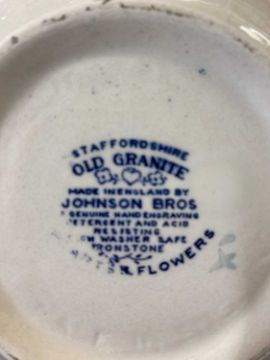 STAFFORDSHIRE
OLD GRANITE
MADE IN ENGLAND BY
JOHNSON BROS
GENUINE HAND ENGRAVING
DETERGENT AND ACID
RESISTING
WASHER SAFE
IRONSTONE
FLOWERS